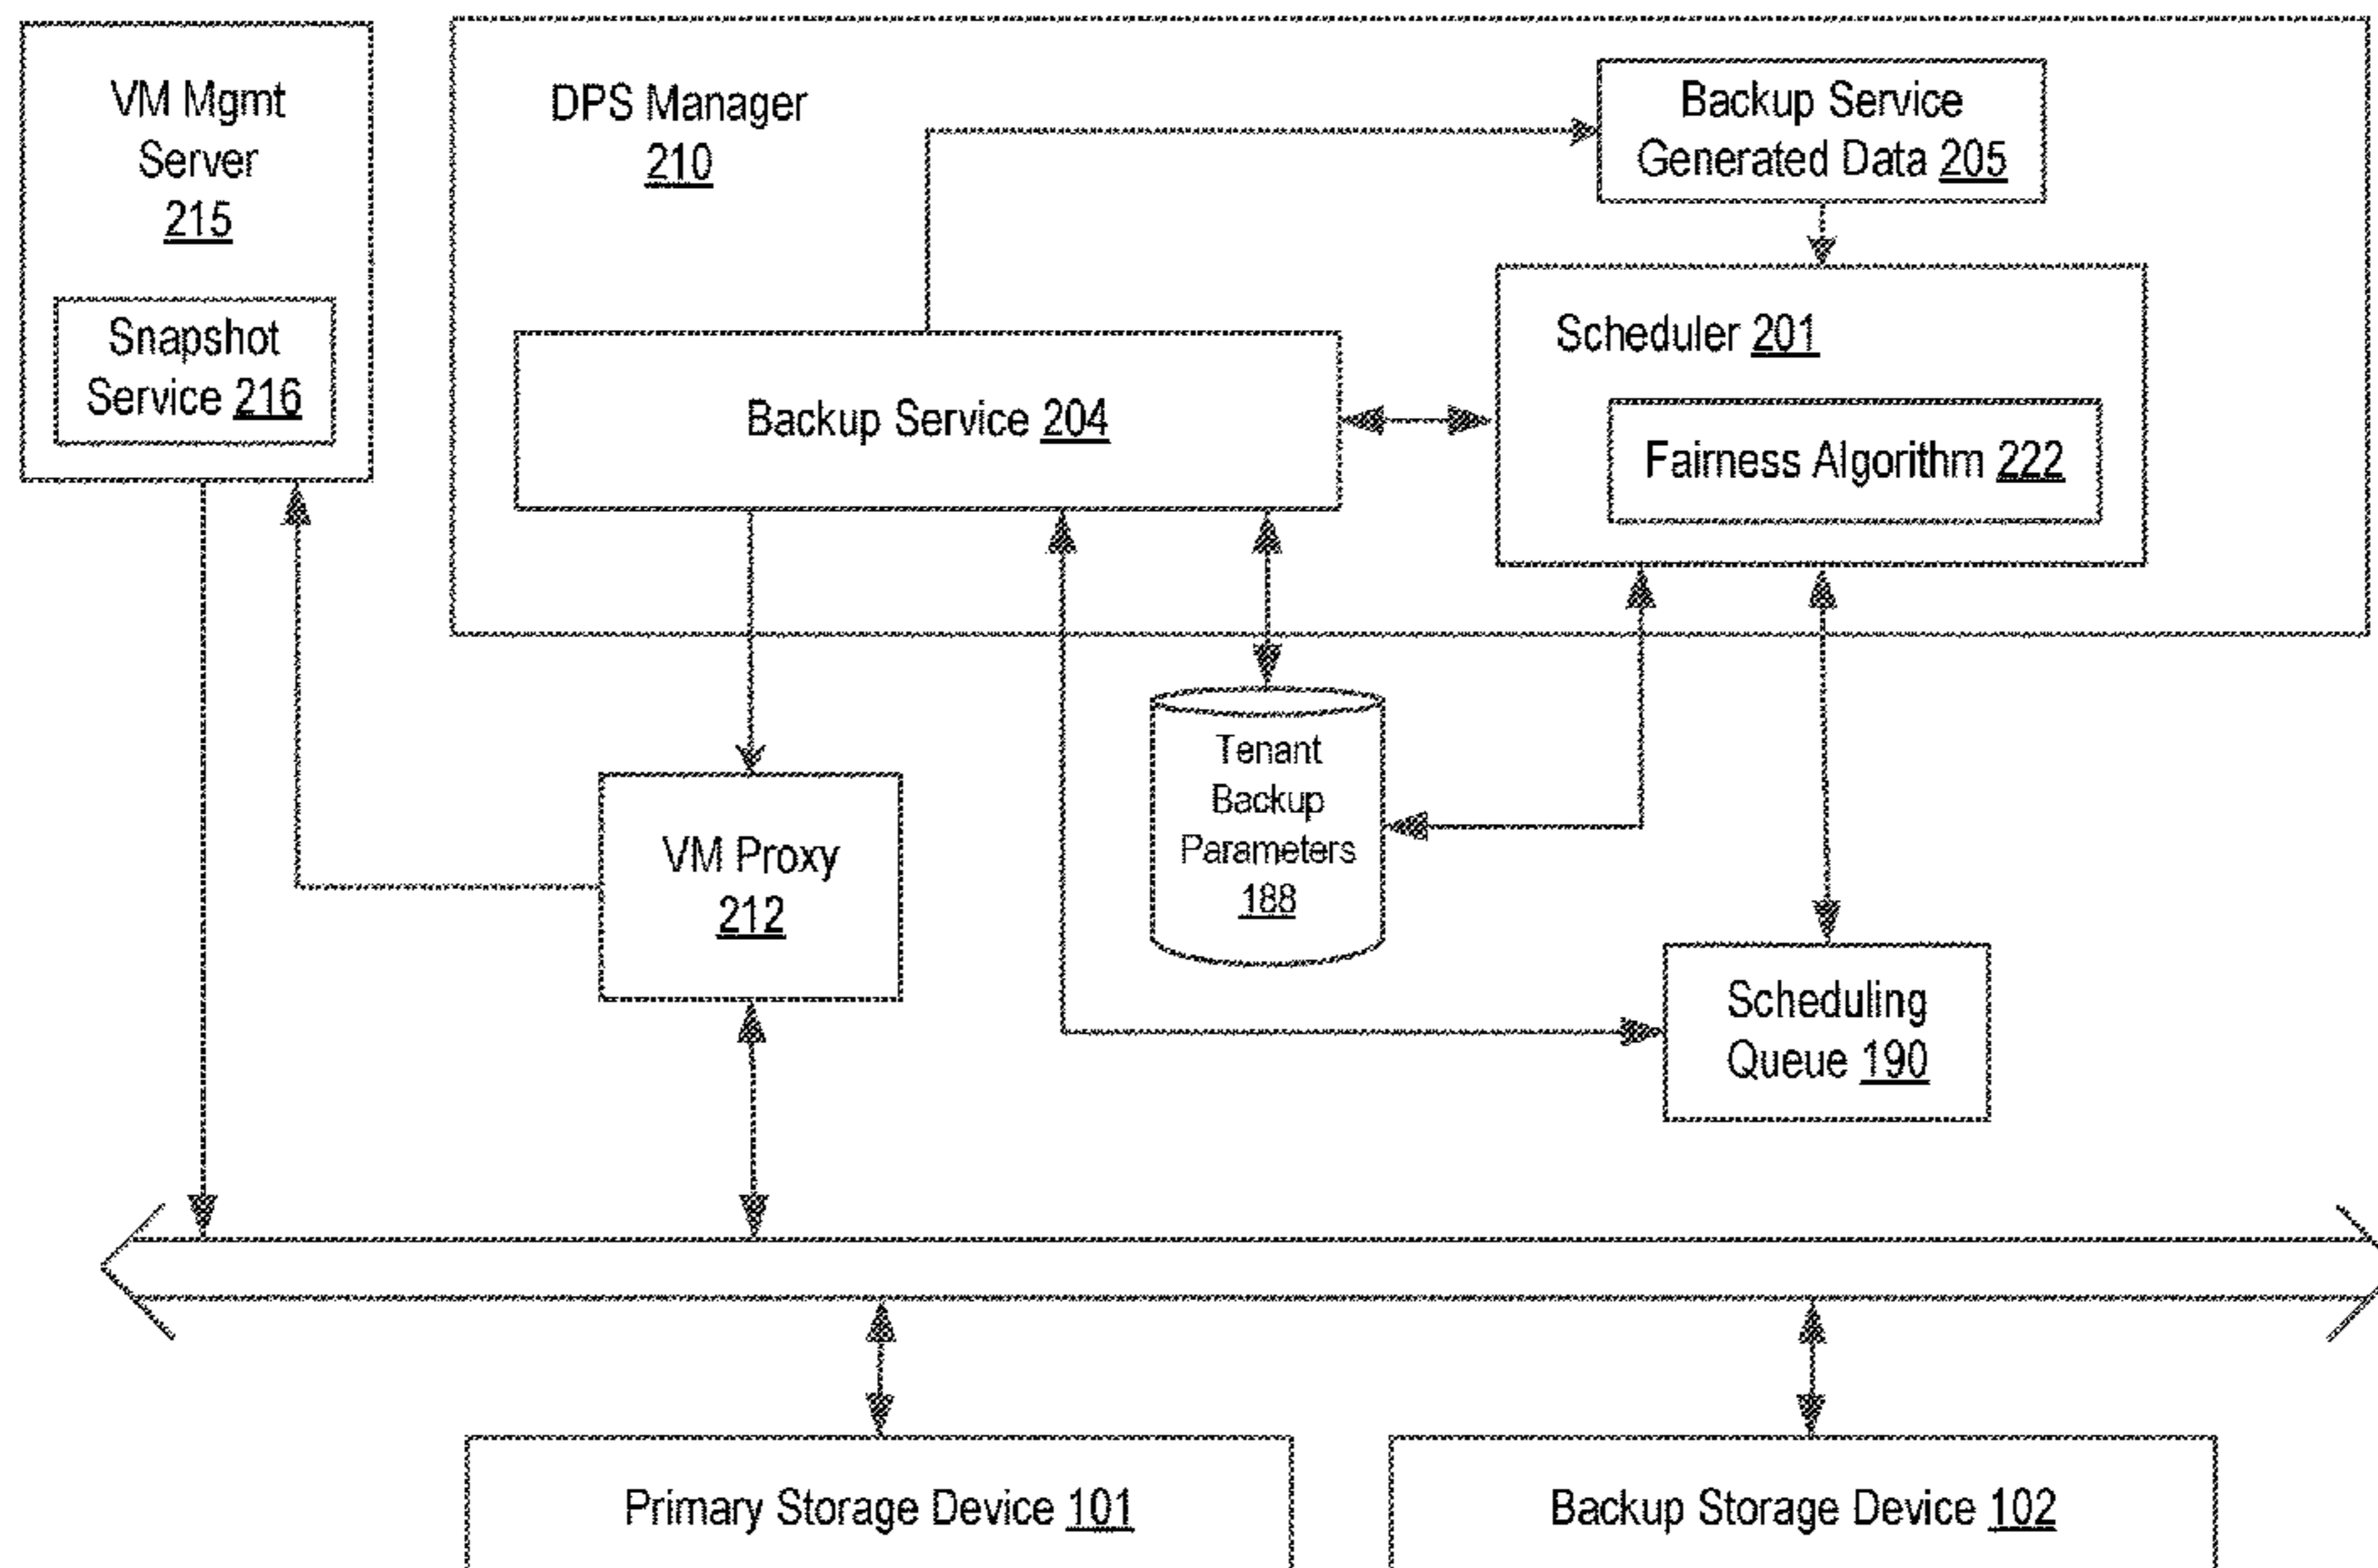 VM Mgmt
Server
215
Snapshot
Service 216
DPS Manager
210
Backup Service
Generated Data 205
Backup Service 204
Scheduler 201
Fairness Algorithm 222
VM Proxy
212
Tenant
Backup
Parameters
188
Scheduling
Queue 190
Primary Storage Device 101
Backup Storage Device 102